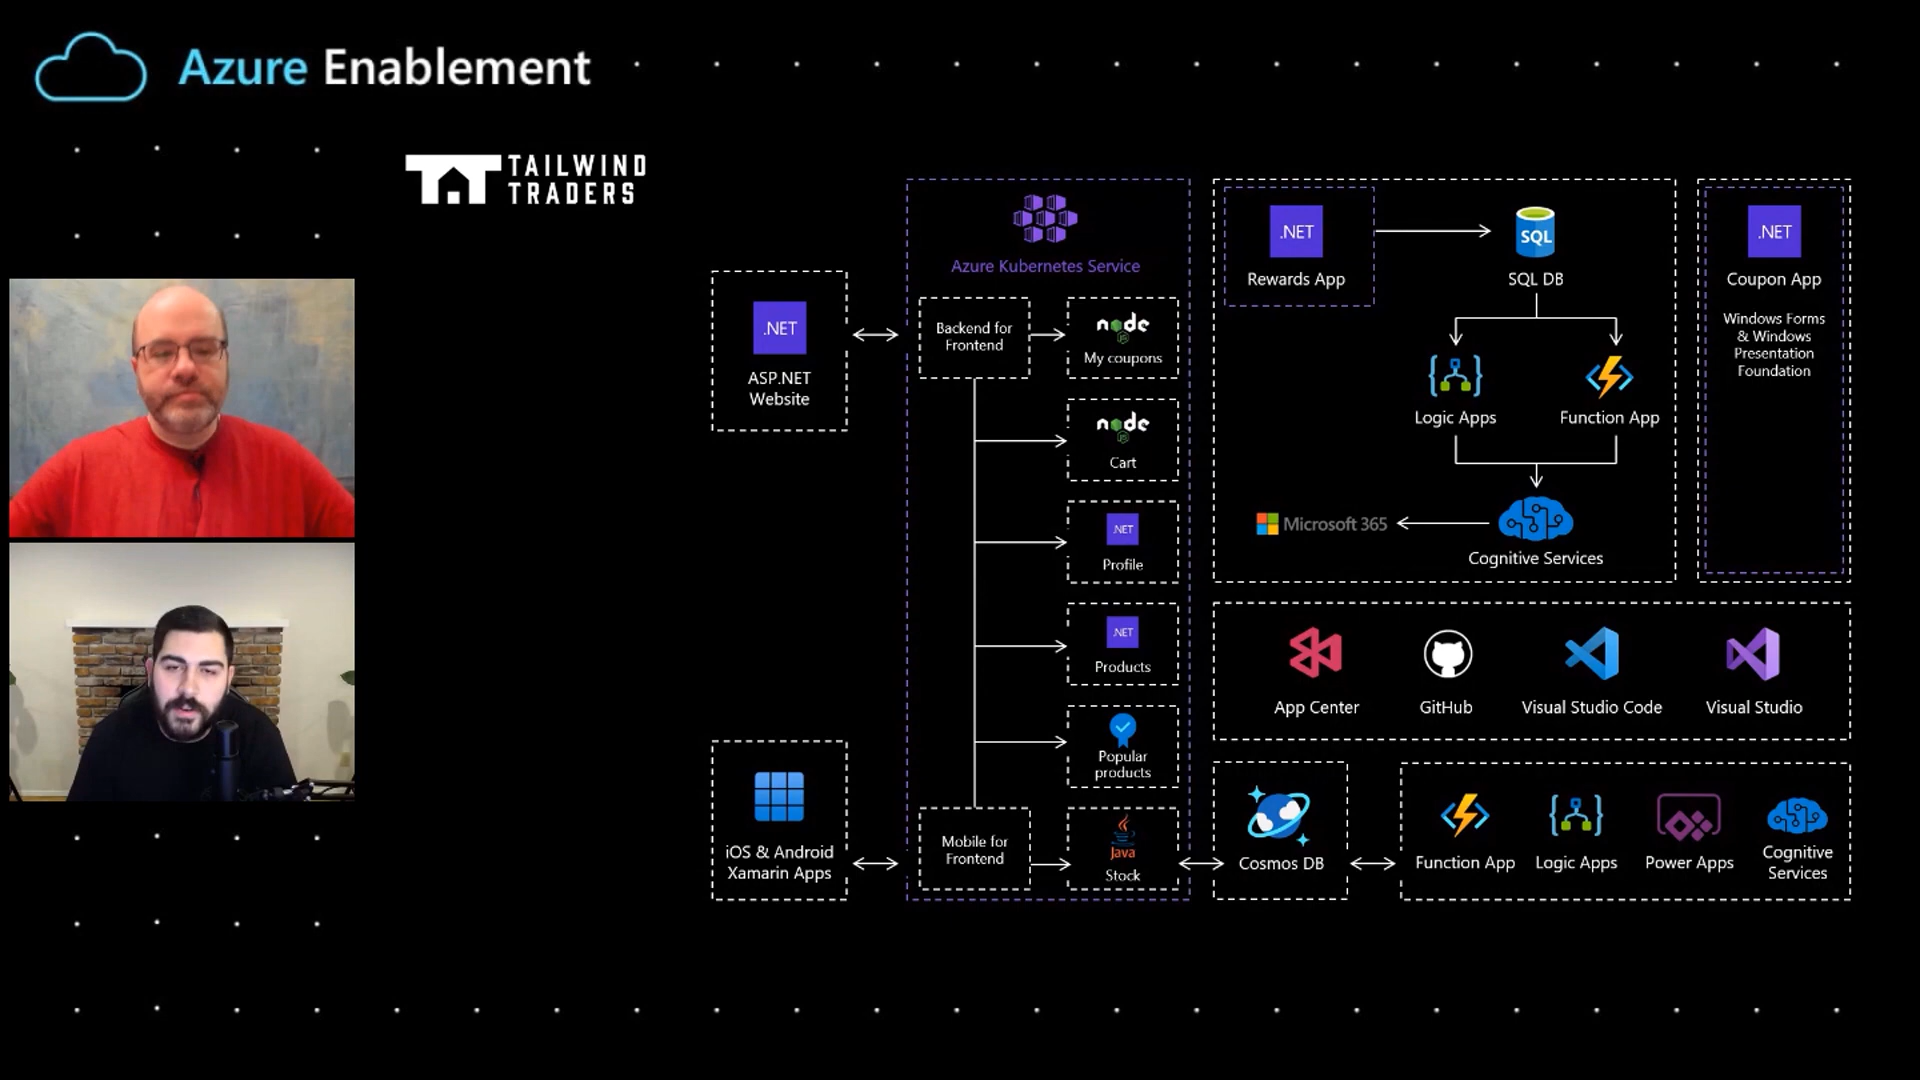 Azure Enablement
TAILWIND
TRADERS
.NET
ASP.NET
Website
iOS & Android
Xamarin Apps
Azure Kubernetes Service
Backend for
Frontend
node
JS
My coupons
node
JS
Cart
.NET
Profile
.NET
Products
Popular
products
Mobile for
Frontend
Java
Stock
.NET
Rewards App
SQL
SQL DB
Logic Apps
Function App
Microsoft 365
Cognitive Services
.NET
Coupon App
Windows Forms
& Windows
Presentation
Foundation
App Center
GitHub
Visual Studio Code
Visual Studio
Cosmos DB
Function App
Logic Apps
Power Apps
Cognitive
Services